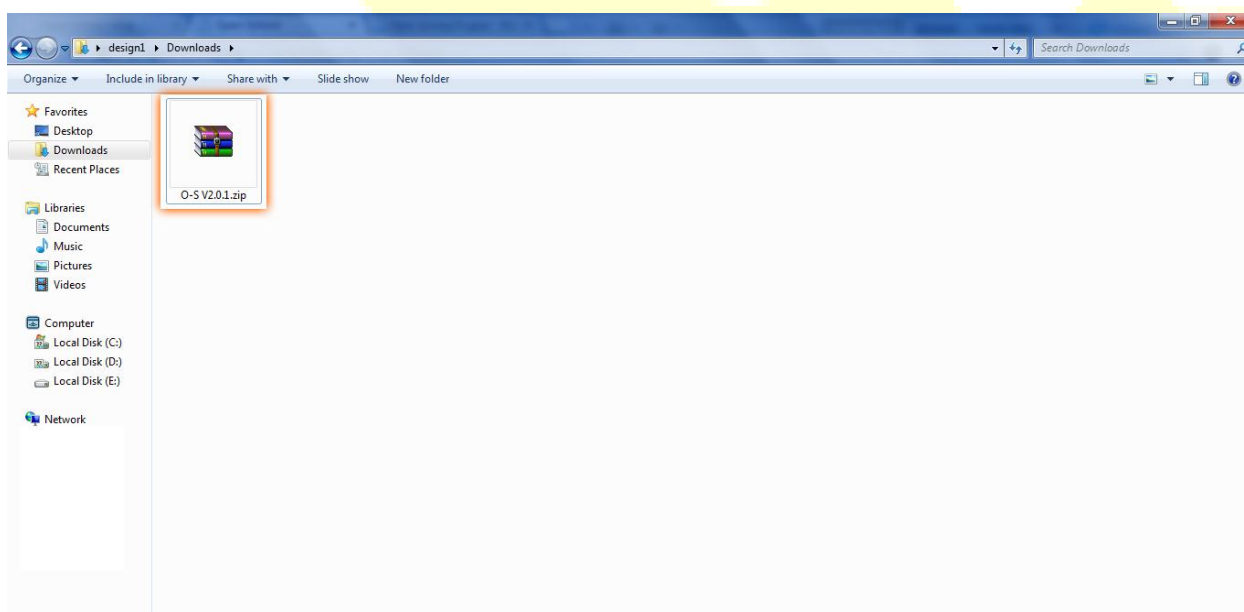 design1 Downloads
Search Downloads
Organize Include in library Share with Slide show New folder
Favorites
Desktop
Downloads
Recent Places
Libraries
Documents
Music
Pictures
Videos
Computer
Local Disk (C:)
Local Disk (D:)
Local Disk (E:)
Network
O-S V2.0.1.zip